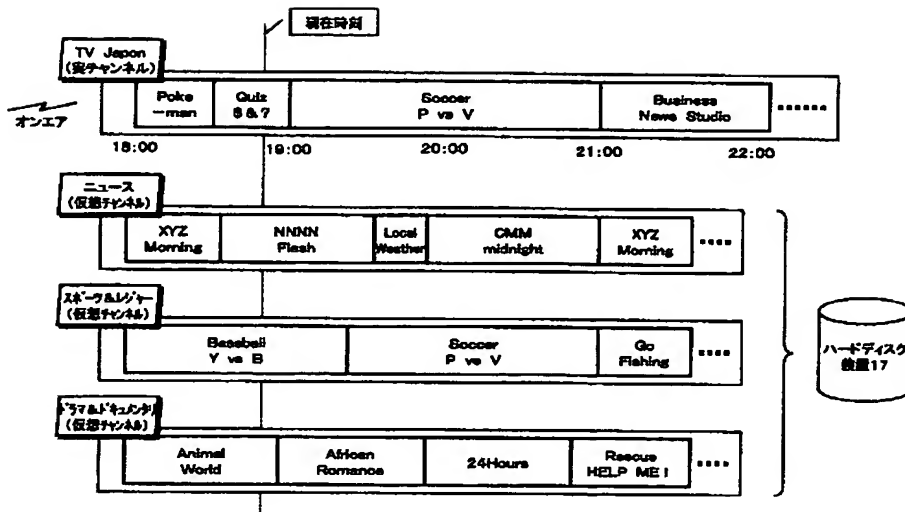 現在時刻
TV Japan
(実チャンネル)
Poke
-man
Quiz
5&7
Soccer
P vs V
Business
News Studio
オンエア
18:00
19:00
20:00
21:00
22:00
ニュース
(仮想チャンネル)
XYZ
Morning
NNNN
Flash
Local
Weather
CMM
midnight
XYZ
Morning
スポーツ&レジャー
(仮想チャンネル)
Baseball
Y vs B
Soccer
P vs V
Go
Fishing
ハードディスク
装置17
ドラマ&ドキュメンタリ
(仮想チャンネル)
Animal
World
African
Romance
24Hours
Rescue
HELP ME!